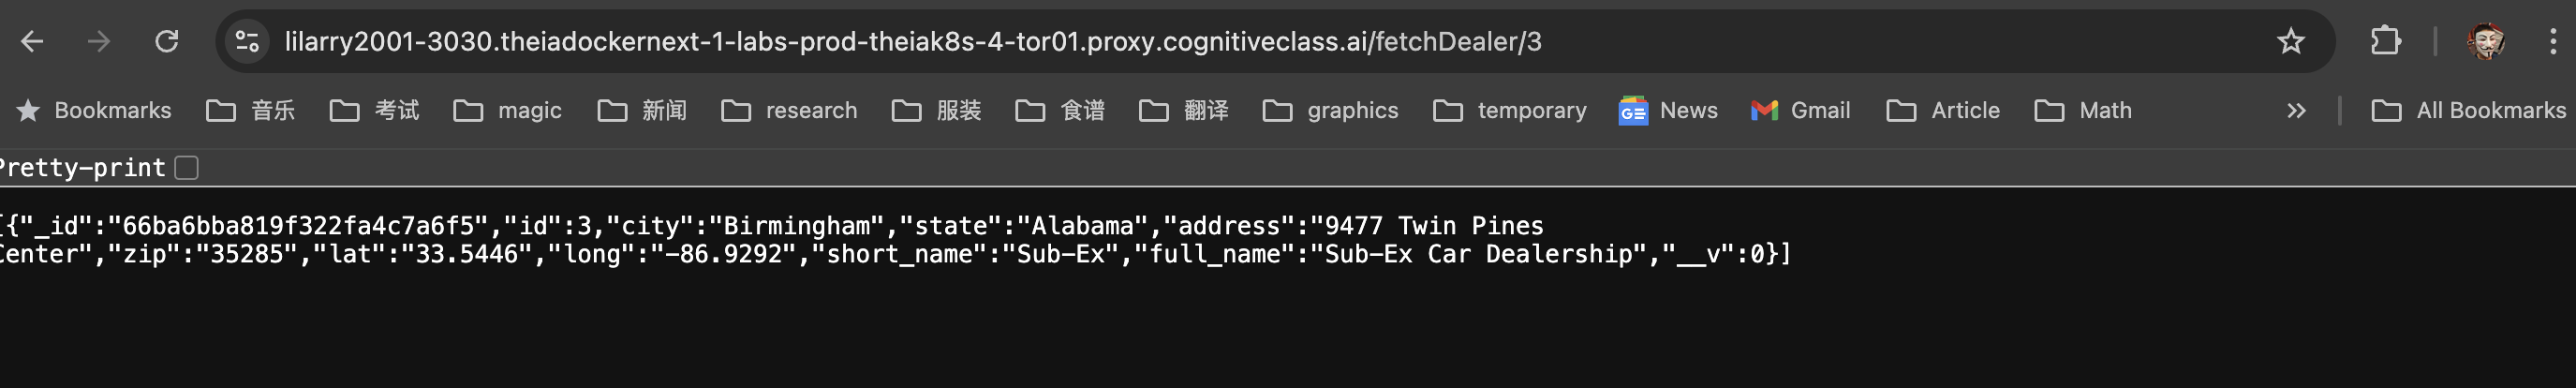 lilarry2001-3030.theiadockernext-1-labs-prod-theiak8s-4-tor01.proxy.cognitiveclass.ai/fetchDealer/3
Bookmarks 音乐 考试 magic 新闻 research 服装 食谱 翻译 graphics temporary GE News Gmail Article Math » All Bookmarks
Pretty-print
[{"_id":"66ba6bba819f322fa4c7a6f5","id":3,"city":"Birmingham","state":"Alabama","address":"9477 Twin Pines
Center","zip":"35285","lat":"33.5446","long":"-86.9292","short_name":"Sub-Ex","full_name":"Sub-Ex Car Dealership","__v":0}]